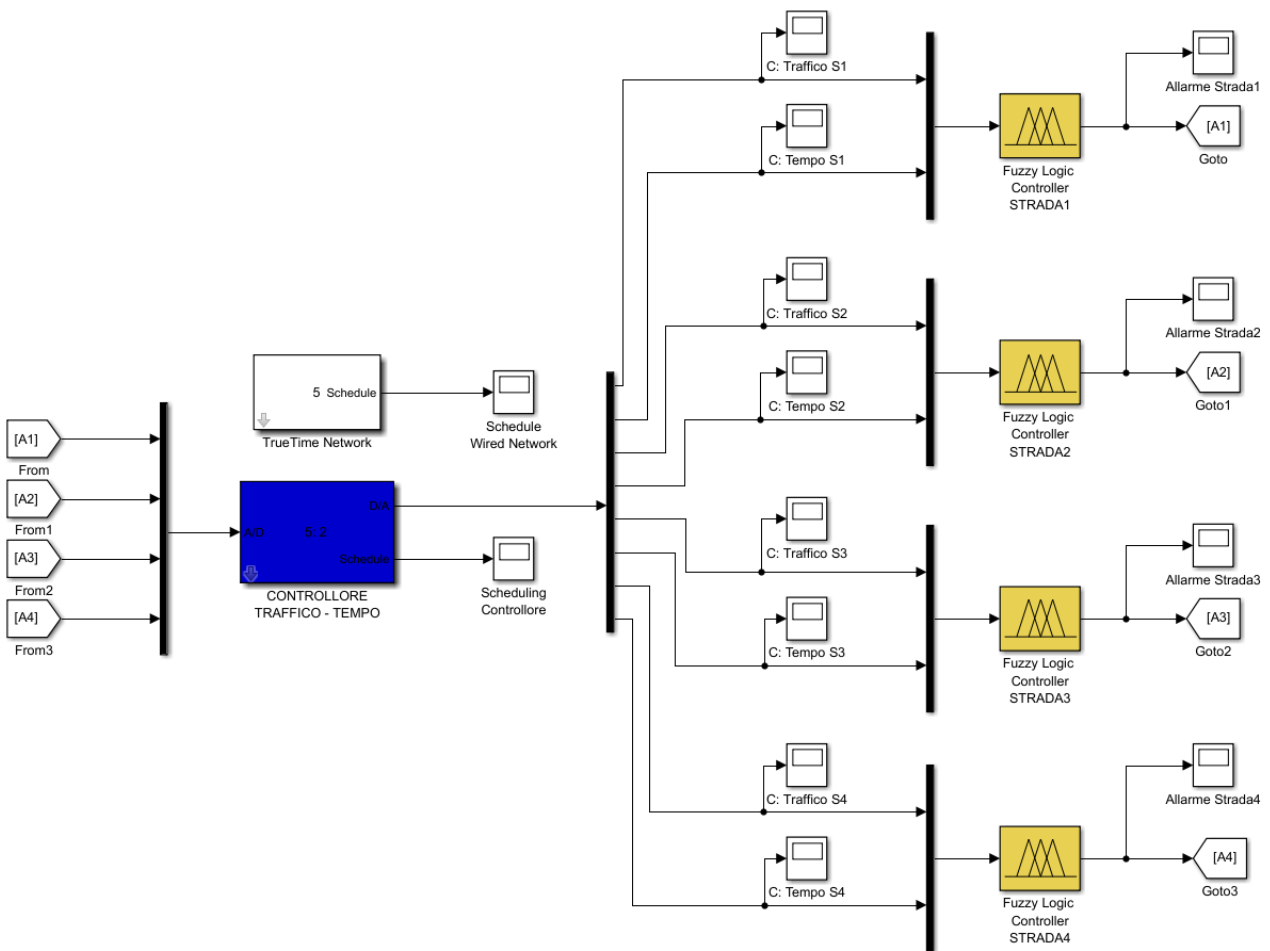 [A1]
From
[A2]
From1
[A3]
From2
[A4]
From3
5 Schedule
TrueTime Network
Schedule
Wired Network
A/D
5: 2
D/A
Schedule
CONTROLLORE
TRAFFICO - TEMPO
Scheduling
Controllore
C: Traffico S1
C: Tempo S1
Fuzzy Logic
Controller
STRADA1
Allarme Strada1
[A1]
Goto
C: Traffico S2
C: Tempo S2
Fuzzy Logic
Controller
STRADA2
Allarme Strada2
[A2]
Goto1
C: Traffico S3
C: Tempo S3
Fuzzy Logic
Controller
STRADA3
Allarme Strada3
[A3]
Goto2
C: Traffico S4
C: Tempo S4
Fuzzy Logic
Controller
STRADA4
Allarme Strada4
[A4]
Goto3